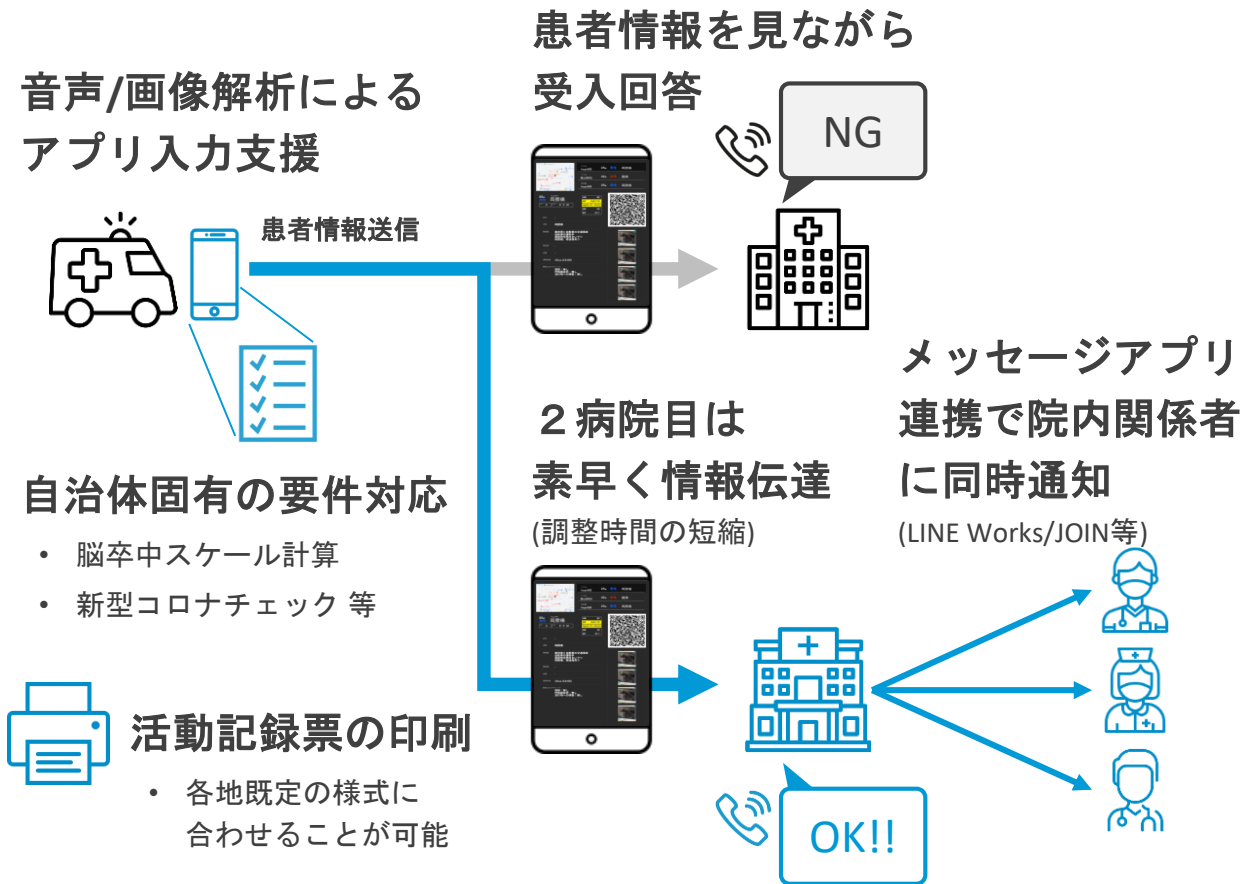 音声/画像解析による
アプリ入力支援
患者情報送信
患者情報を見ながら
受入回答
NG
自治体固有の要件対応
• 脳卒中スケール計算
• 新型コロナチェック 等
活動記録票の印刷
• 各地既定の様式に
合わせることが可能
２病院目は
素早く情報伝達
(調整時間の短縮)
OK!!
メッセージアプリ
連携で院内関係者
に同時通知
(LINE Works/JOIN等)